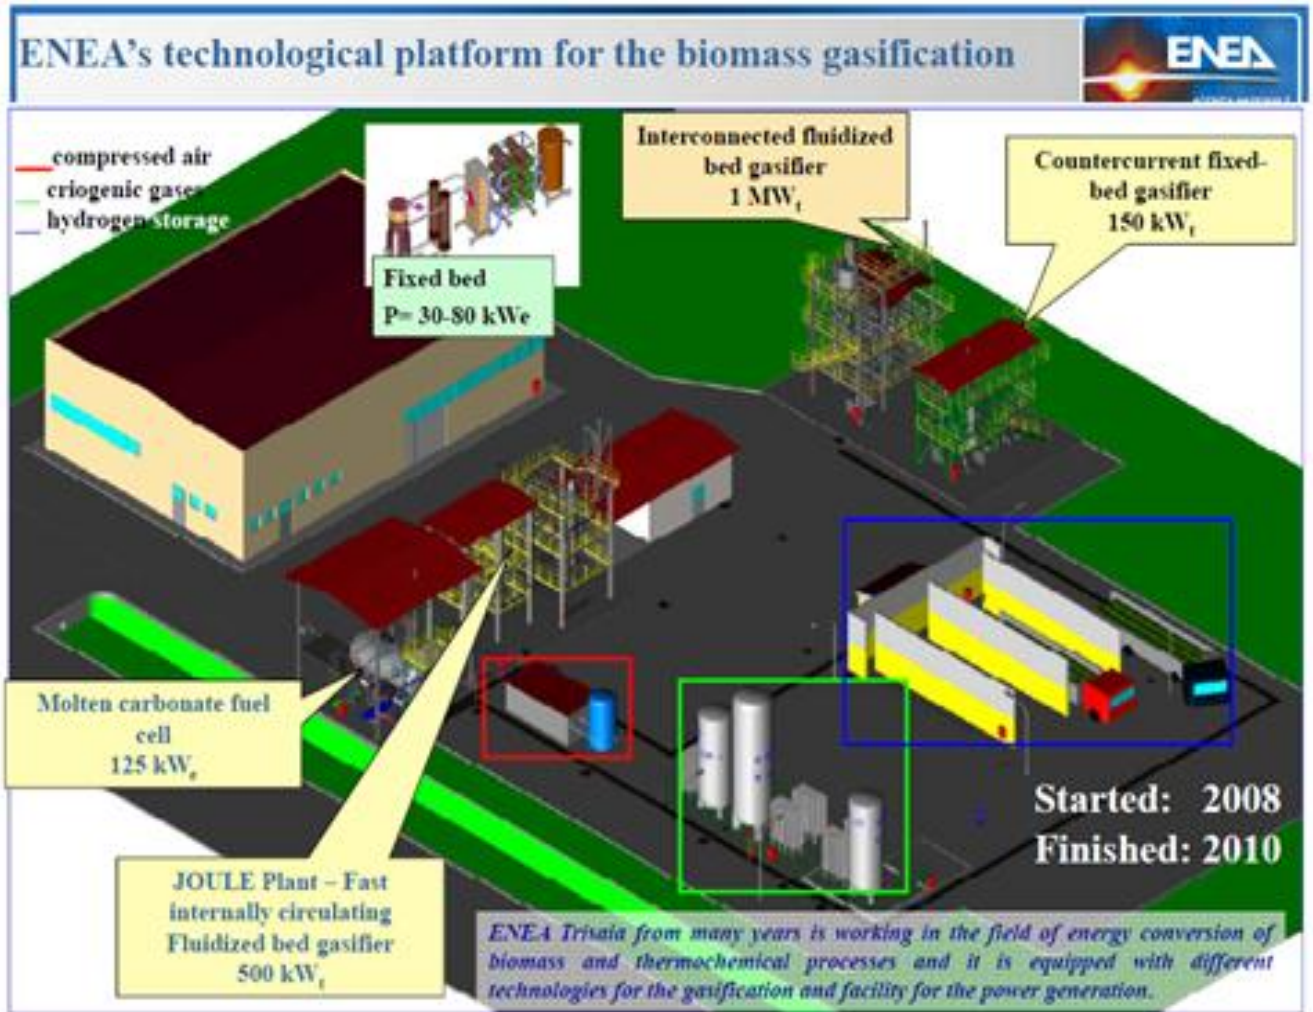 ENEA's technological platform for the biomass gasification
ENEA
compressed air
criogenic gases
hydrogen storage
Fixed bed
P= 30-80 kWe
Interconnected fluidized
bed gasifier
1 MWt
Countercurrent fixed-
bed gasifier
150 kWt
Molten carbonate fuel
cell
125 kWe
JOULE Plant – Fast
internally circulating
Fluidized bed gasifier
500 kWt
Started: 2008
Finished: 2010
ENEA Trisaia from many years is working in the field of energy conversion of
biomass and thermochemical processes and it is equipped with different
technologies for the gasification and facility for the power generation.